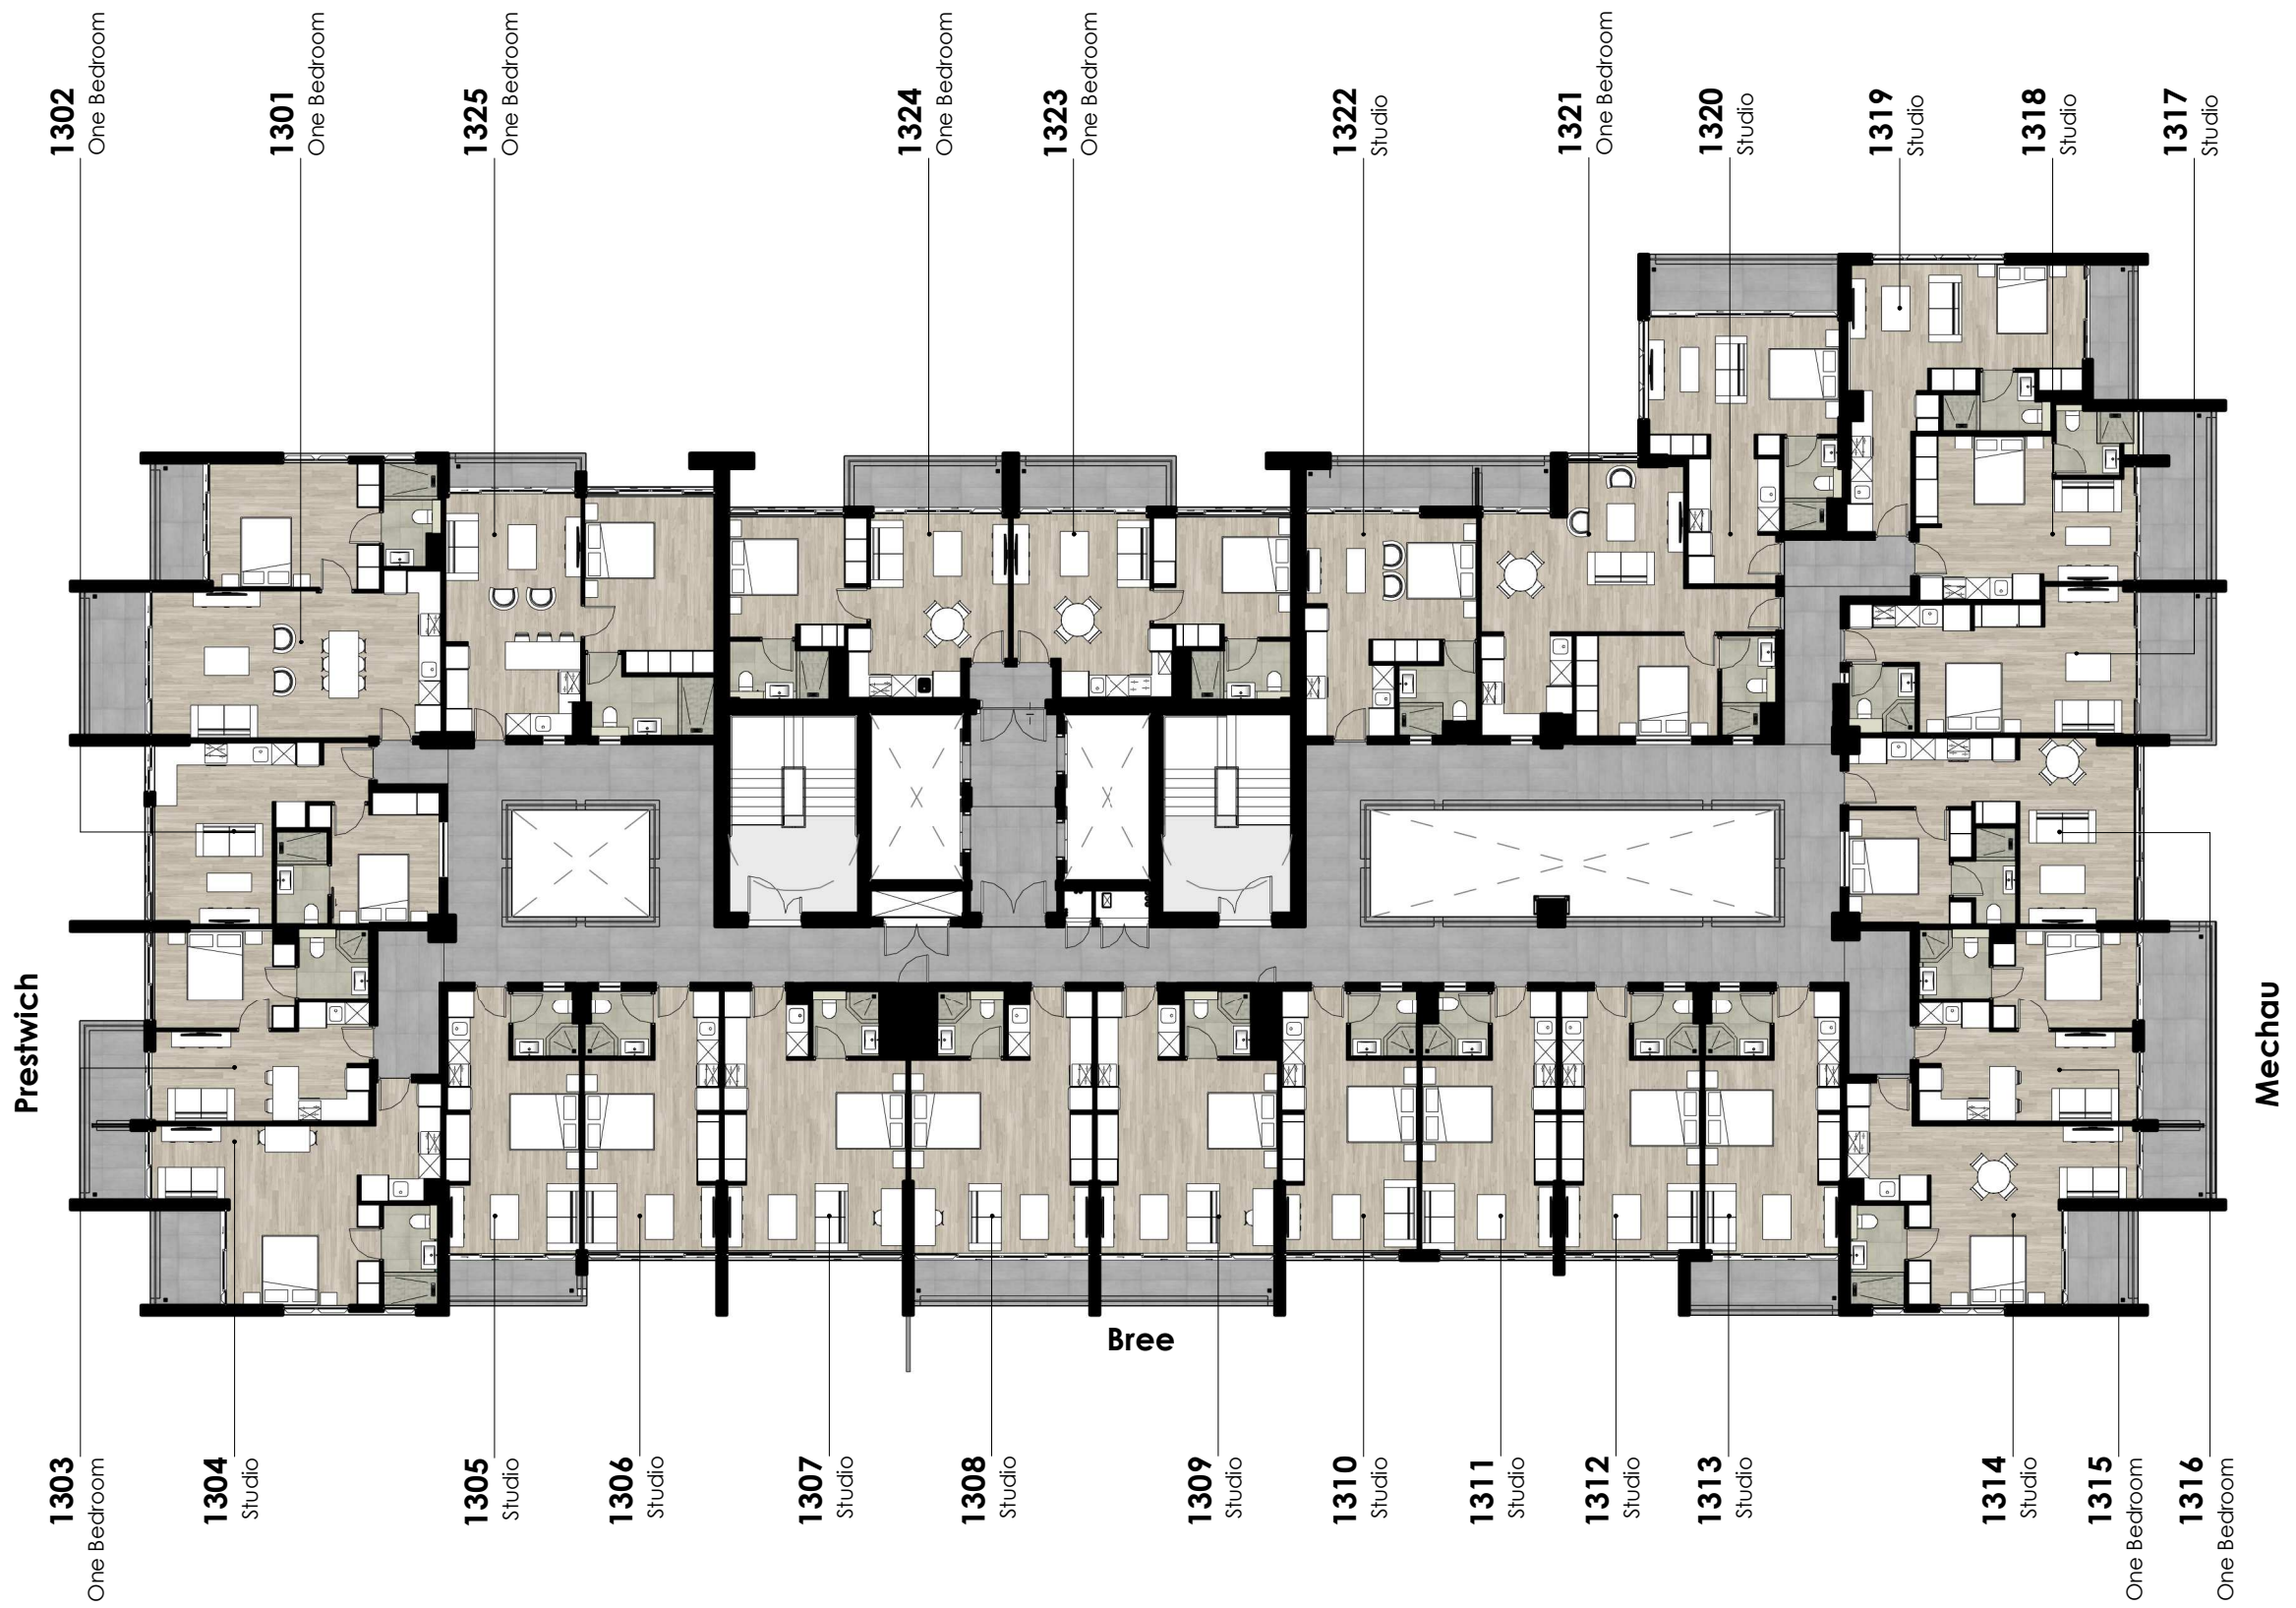 1302
One Bedroom
1301
One Bedroom
1325
One Bedroom
1324
One Bedroom
1323
One Bedroom
1322
Studio
1321
One Bedroom
1320
Studio
1319
Studio
1318
Studio
1317
Studio
Prestwich
Mechau
Bree
1303
One Bedroom
1304
Studio
1305
Studio
1306
Studio
1307
Studio
1308
Studio
1309
Studio
1310
Studio
1311
Studio
1312
Studio
1313
Studio
1314
Studio
1315
One Bedroom
1316
One Bedroom